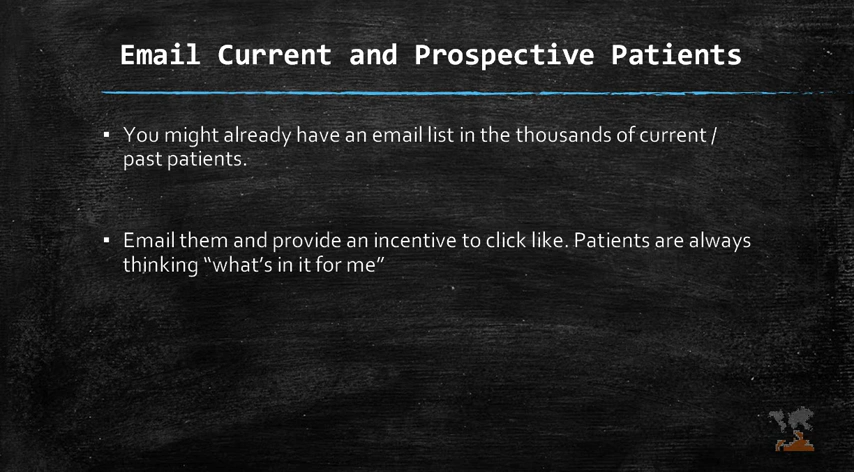 Email Current and Prospective Patients
▪ You might already have an email list in the thousands of current /
past patients.
▪ Email them and provide an incentive to click like. Patients are always
thinking “what’s in it for me”